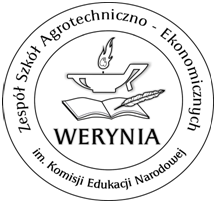 Zespół Szkół Agrotechniczno - Ekonomicznych
WERYNIA
im. Komisji Edukacji Narodowej